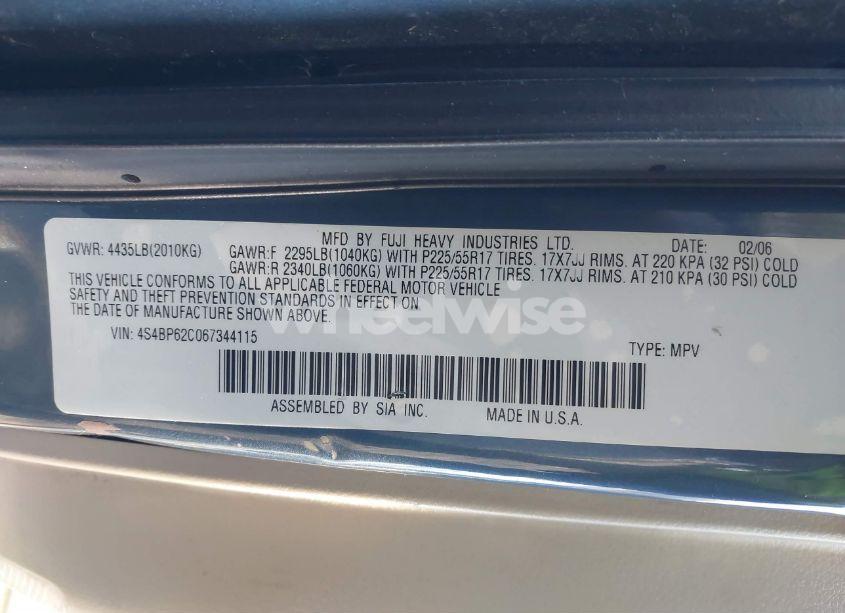 MFD BY FUJI HEAVY INDUSTRIES LTD. DATE: 02/06
GVWR: 4435LB(2010KG) GAWR:F 2295LB(1040KG) WITH P225/55R17 TIRES. 17X7JJ RIMS. AT 220 KPA (32 PSI) COLD
GAWR:R 2340LB(1060KG) WITH P225/55R17 TIRES. 17X7JJ RIMS. AT 210 KPA (30 PSI) COLD
THIS VEHICLE CONFORMS TO ALL APPLICABLE FEDERAL MOTOR VEHICLE
SAFETY AND THEFT PREVENTION STANDARDS IN EFFECT ON
THE DATE OF MANUFACTURE SHOWN ABOVE.
wheelwise
VIN: 4S4BP62C067344115 TYPE: MPV
ASSEMBLED BY SIA INC. MADE IN U.S.A.